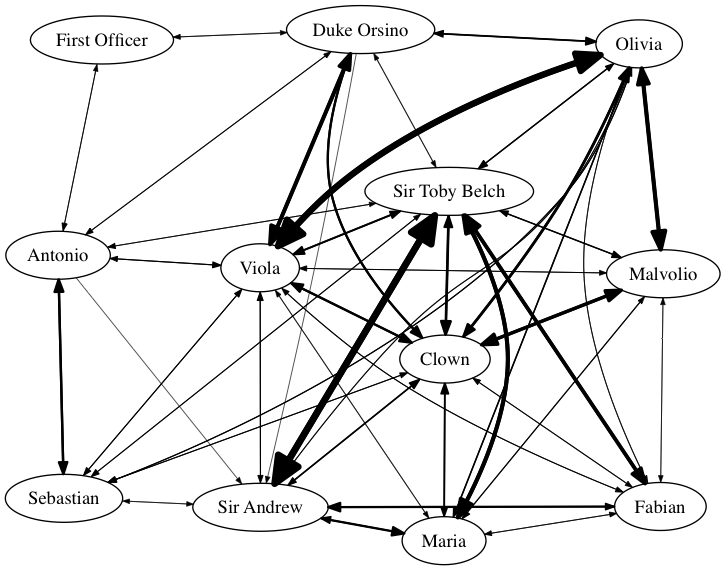 First Officer
Duke Orsino
Olivia
Sir Toby Belch
Antonio
Viola
Malvolio
Clown
Sebastian
Sir Andrew
Maria
Fabian